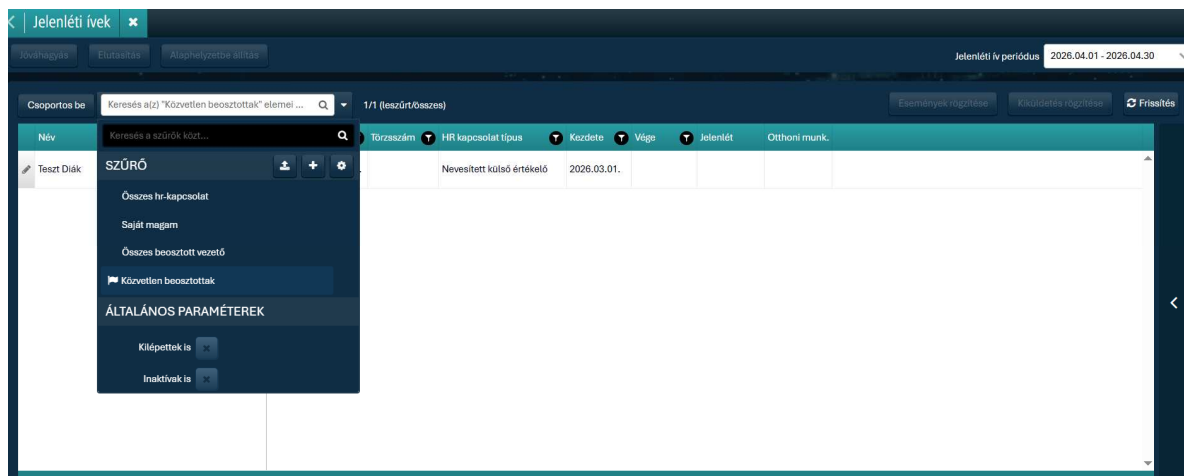 Jelenléti ívek
Jóváhagyás Elutasítás Alaphelyzetbe állítás Jelenléti ív periódus 2026.04.01 - 2026.04.30
Csoportos be Keresés a(z) "Közvetlen beosztottak" elemei ... 1/1 (leszűrt/összes) Események rögzítése Kiküldetés rögzítése Frissítés
Név Keresés a szűrők közt... Törzsszám HR kapcsolat típus Kezdete Vége Jelenlét Otthoni munk.
Teszt Diák SZŰRŐ Nevesített külső értékelő 2026.03.01.
Összes hr-kapcsolat
Saját magam
Összes beosztott vezető
Közvetlen beosztottak
ÁLTALÁNOS PARAMÉTEREK
Kilépettek is
Inaktívak is